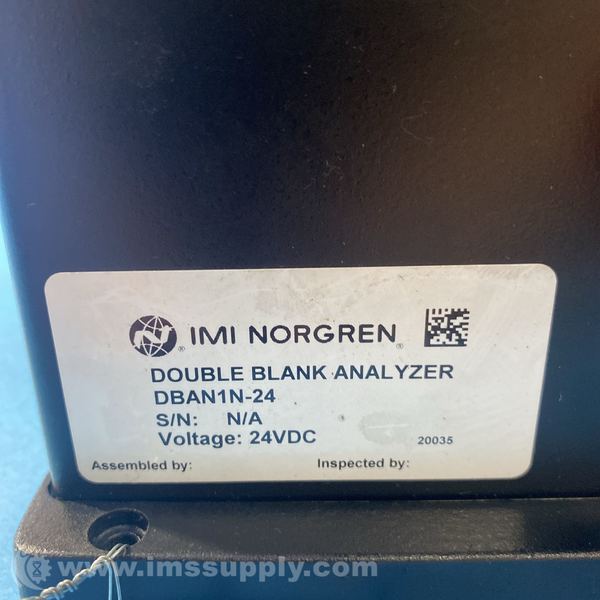 IMI NORGREN®
DOUBLE BLANK ANALYZER
DBAN1N-24
S/N: N/A
Voltage: 24VDC
20035
Assembled by: Inspected by:
www.imssupply.com